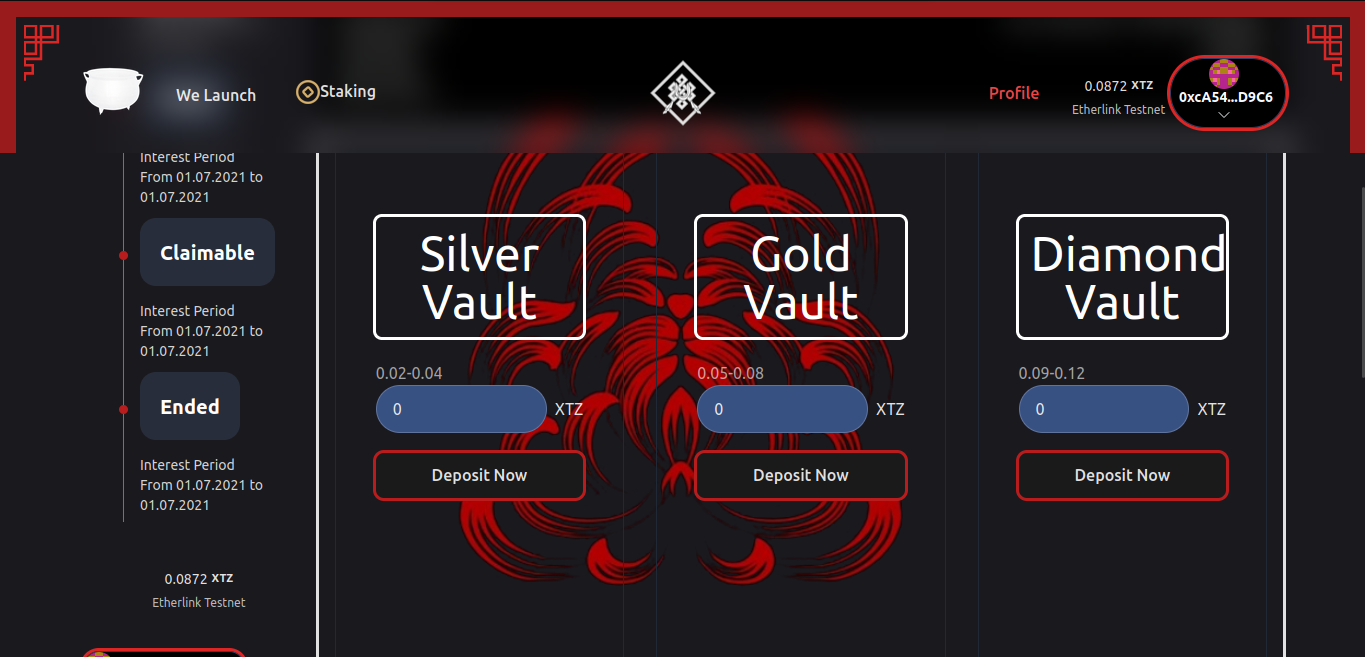 We Launch
Staking
Profile
0.0872 XTZ
Etherlink Testnet
0xcA54...D9C6
Interest Period
From 01.07.2021 to
01.07.2021
Claimable
Interest Period
From 01.07.2021 to
01.07.2021
Ended
Interest Period
From 01.07.2021 to
01.07.2021
0.0872 XTZ
Etherlink Testnet
Silver
Vault
0.02-0.04
0 XTZ
Deposit Now
Gold
Vault
0.05-0.08
0 XTZ
Deposit Now
Diamond
Vault
0.09-0.12
0 XTZ
Deposit Now